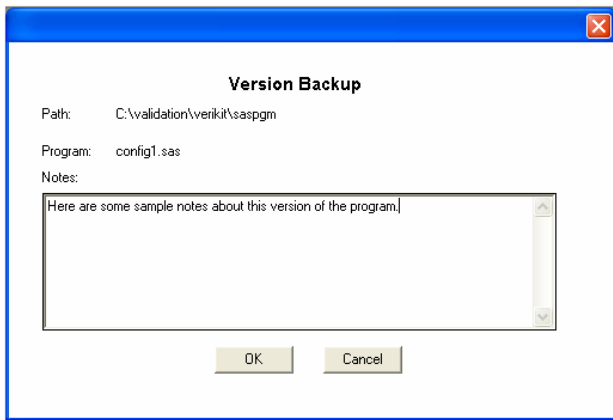 Version Backup
Path: C:\validation\verikit\saspgm
Program: config1.sas
Notes:
Here are some sample notes about this version of the program.
OK Cancel